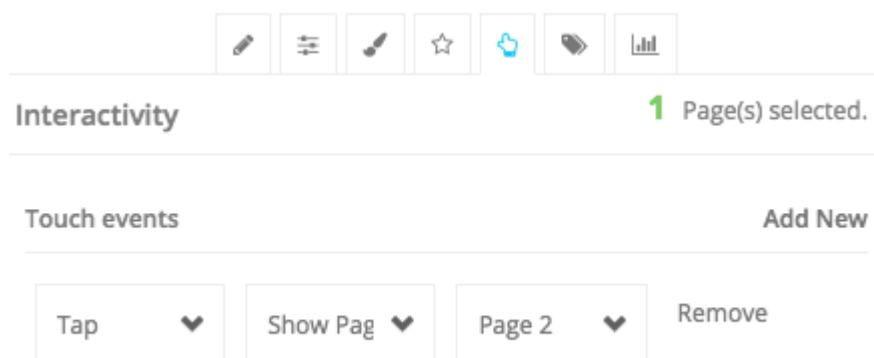 Interactivity 1 Page(s) selected.
Touch events Add New
Tap Show Pag Page 2 Remove